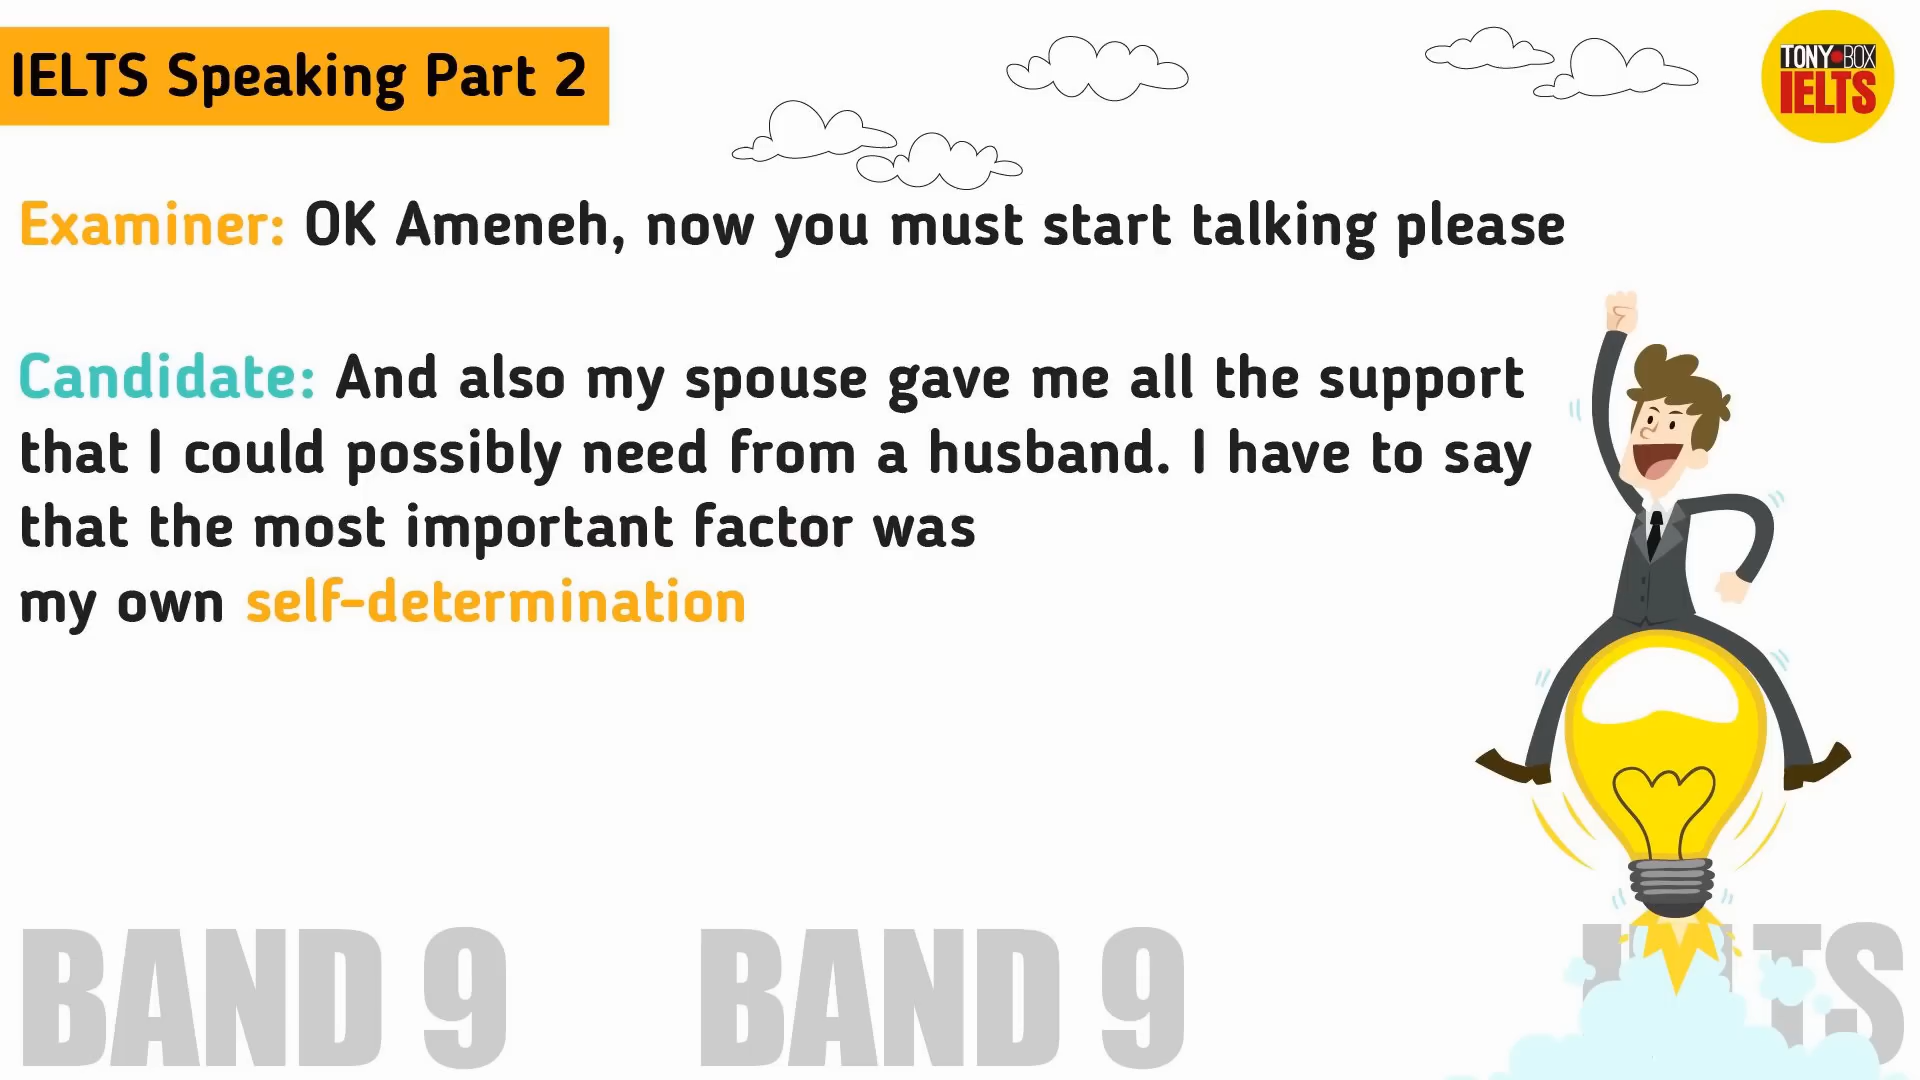 IELTS Speaking Part 2
TONY BOX
IELTS
Examiner: OK Ameneh, now you must start talking please
Candidate: And also my spouse gave me all the support
that I could possibly need from a husband. I have to say
that the most important factor was
my own self-determination
BAND 9 BAND 9 IELTS